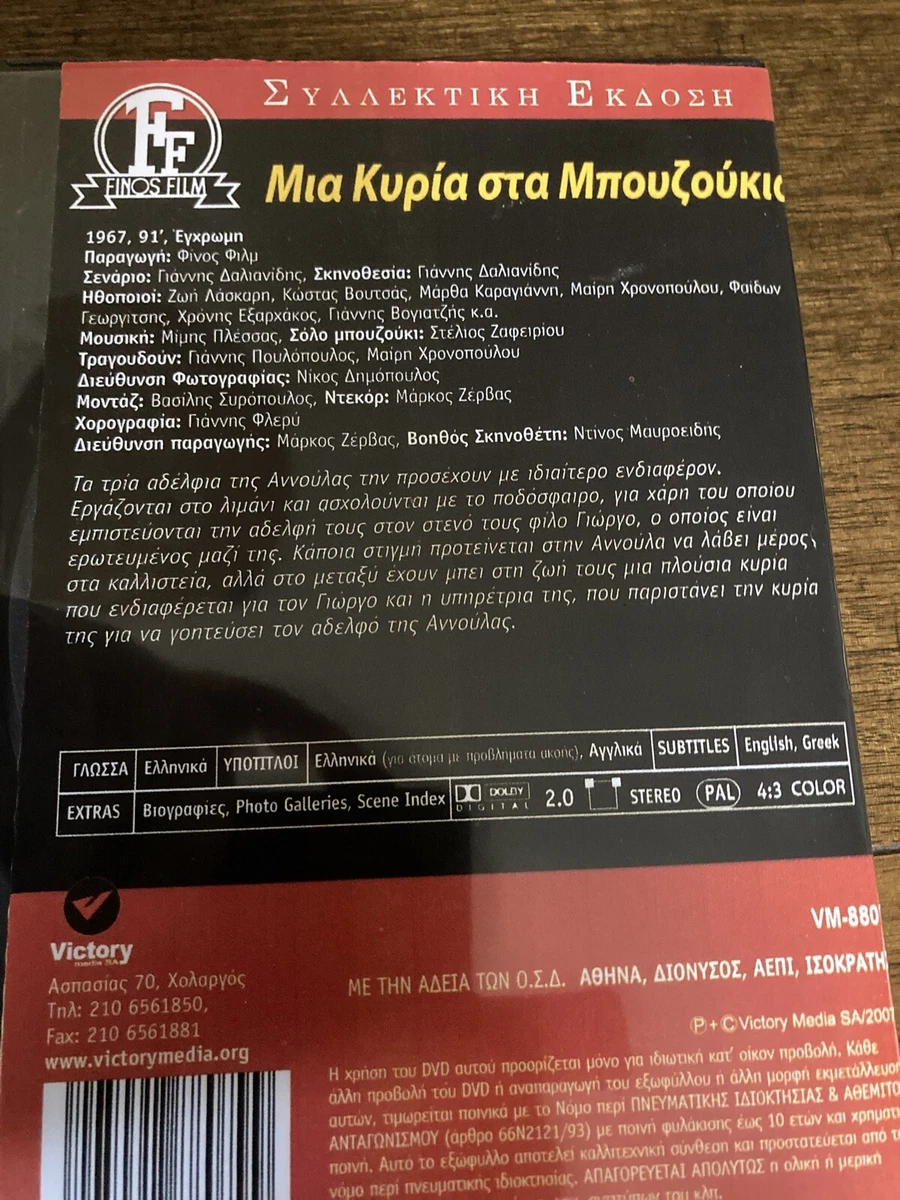 ΣΥΛΛΕΚΤΙΚΗ ΕΚΔΟΣΗ
FF
FINOS FILM
Μια Κυρία στα Μπουζούκια
1967, 91', Έγχρωμη
Παραγωγή: Φίνος Φιλμ
Σενάριο: Γιάννης Δαλιανίδης, Σκηνοθεσία: Γιάννης Δαλιανίδης
Ηθοποιοί: Ζωή Λάσκαρη, Κώστας Βουτσάς, Μάρθα Καραγιάννη, Μαίρη Χρονοπούλου, Φαίδων
Γεωργίτσης, Χρόνης Εξαρχάκος, Γιάννης Βογιατζής κ.α.
Μουσική: Μίμης Πλέσσας, Σόλο μπουζούκι: Στέλιος Ζαφειρίου
Τραγουδούν: Γιάννης Πουλόπουλος, Μαίρη Χρονοπούλου
Διεύθυνση Φωτογραφίας: Νίκος Δημόπουλος
Μοντάζ: Βασίλης Συρόπουλος, Ντεκόρ: Μάρκος Ζέρβας
Χορογραφία: Γιάννης Φλερύ
Διεύθυνση παραγωγής: Μάρκος Ζέρβας, Βοηθός Σκηνοθέτη: Ντίνος Μαυροειδής
Τα τρία αδέλφια της Αννούλας την προσέχουν με ιδιαίτερο ενδιαφέρον.
Εργάζονται στο λιμάνι και ασχολούνται με το ποδόσφαιρο, για χάρη του οποίου
εμπιστεύονται την αδελφή τους στον στενό τους φίλο Γιώργο, ο οποίος είναι
ερωτευμένος μαζί της. Κάποια στιγμή προτείνεται στην Αννούλα να λάβει μέρος
στα καλλιστεία, αλλά στο μεταξύ έχουν μπει στη ζωή τους μια πλούσια κυρία
που ενδιαφέρεται για τον Γιώργο και η υπηρέτρια της, που παριστάνει την κυρία
της για να γοητεύσει τον αδελφό της Αννούλας.
ΓΛΩΣΣΑ Ελληνικά ΥΠΟΤΙΤΛΟΙ Ελληνικά (για άτομα με προβλήματα ακοής), Αγγλικά SUBTITLES English, Greek
EXTRAS Βιογραφίες, Photo Galleries, Scene Index DOLBY DIGITAL 2.0 STEREO PAL 4:3 COLOR
VM-880
Victory
media SA
Ασπασίας 70, Χολαργός
Τηλ: 210 6561850,
Fax: 210 6561881
www.victorymedia.org
ΜΕ ΤΗΝ ΑΔΕΙΑ ΤΩΝ Ο.Σ.Δ. ΑΘΗΝΑ, ΔΙΟΝΥΣΟΣ, ΑΕΠΙ, ΙΣΟΚΡΑΤΗ
Ⓟ+Ⓒ Victory Media SA/2007
Η χρήση του DVD αυτού προορίζεται μόνο για ιδιωτική κατ' οίκον προβολή. Κάθε
άλλη προβολή του DVD ή αναπαραγωγή του εξωφύλλου ή άλλη μορφή εκμετάλλευσ
αυτών, τιμωρείται ποινικά με το Νόμο περί ΠΝΕΥΜΑΤΙΚΗΣ ΙΔΙΟΚΤΗΣΙΑΣ & ΑΘΕΜΙΤΟ
ΑΝΤΑΓΩΝΙΣΜΟΥ (άρθρο 66Ν2121/93) με ποινή φυλάκισης έως 10 ετών και χρηματι
ποινή. Αυτό το εξώφυλλο αποτελεί καλλιτεχνική σύνθεση και προστατεύεται από τ
νόμο περί πνευματικής ιδιοκτησίας. ΑΠΑΓΟΡΕΥΕΤΑΙ ΑΠΟΛΥΤΩΣ η ολική ή μερική
του κλπ.